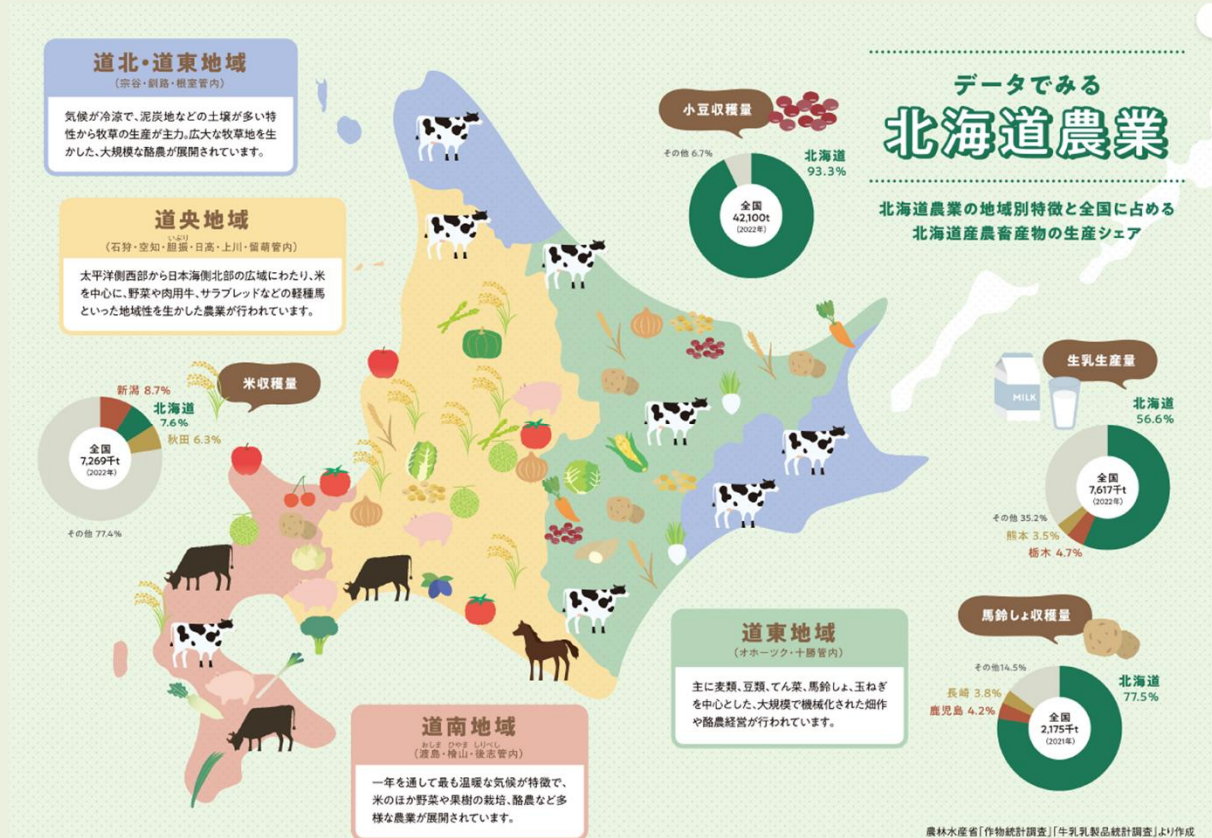 データでみる
北海道農業
北海道農業の地域別特徴と全国に占める
北海道産農畜産物の生産シェア
道北・道東地域
（宗谷・釧路・根室管内）
気候が冷涼で、泥炭地などの土壌が多い特
性から牧草の生産が主力。広大な牧草地を生
かした、大規模な酪農が展開されています。
道央地域
いぶり
（石狩・空知・胆振・日高・上川・留萌管内）
太平洋側西部から日本海側北部の広域にわたり、米
を中心に、野菜や肉用牛、サラブレッドなどの軽種馬
といった地域性を生かした農業が行われています。
小豆収穫量
その他 6.7%
北海道
93.3%
全国
42,100t
（2022年）
米収穫量
新潟 8.7%
北海道
7.6%
秋田 6.3%
全国
7,269千t
（2022年）
その他 77.4%
生乳生産量
MILK
北海道
56.6%
全国
7,617千t
（2022年）
その他 35.2%
熊本 3.5%
栃木 4.7%
道東地域
（オホーツク・十勝管内）
主に麦類、豆類、てん菜、馬鈴しょ、玉ねぎ
を中心とした、大規模で機械化された畑作
や酪農経営が行われています。
馬鈴しょ収穫量
その他14.5%
北海道
77.5%
長崎 3.8%
鹿児島 4.2%
全国
2,175千t
（2021年）
道南地域
おしま ひやま しりべし
（渡島・檜山・後志管内）
一年を通して最も温暖な気候が特徴で、
米のほか野菜や果樹の栽培、酪農など多
様な農業が展開されています。
農林水産省「作物統計調査」「牛乳乳製品統計調査」より作成